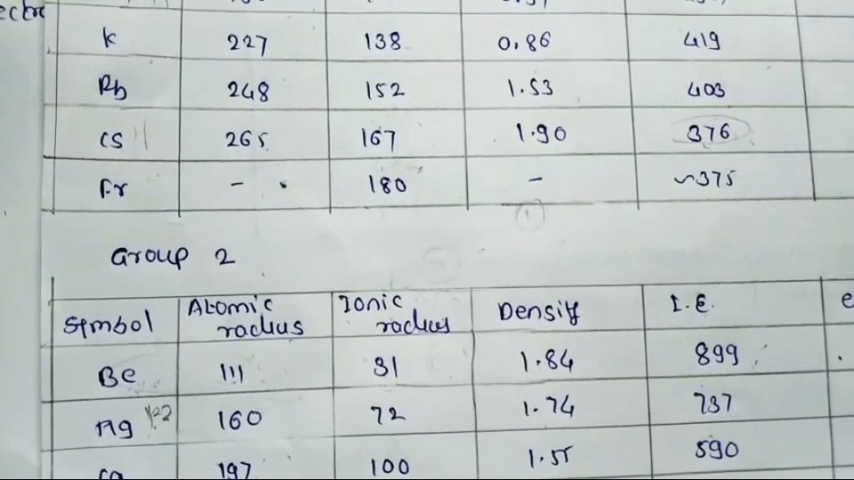 K 227 138 0.86 419
Rb 248 152 1.53 403
Cs 265 167 1.90 376
Fr - - 180 - ~375
Group 2
Symbol Atomic radius Ionic radius Density I.E.
Be 111 31 1.84 899
Mg 160 72 1.74 737
Ca 197 100 1.55 590